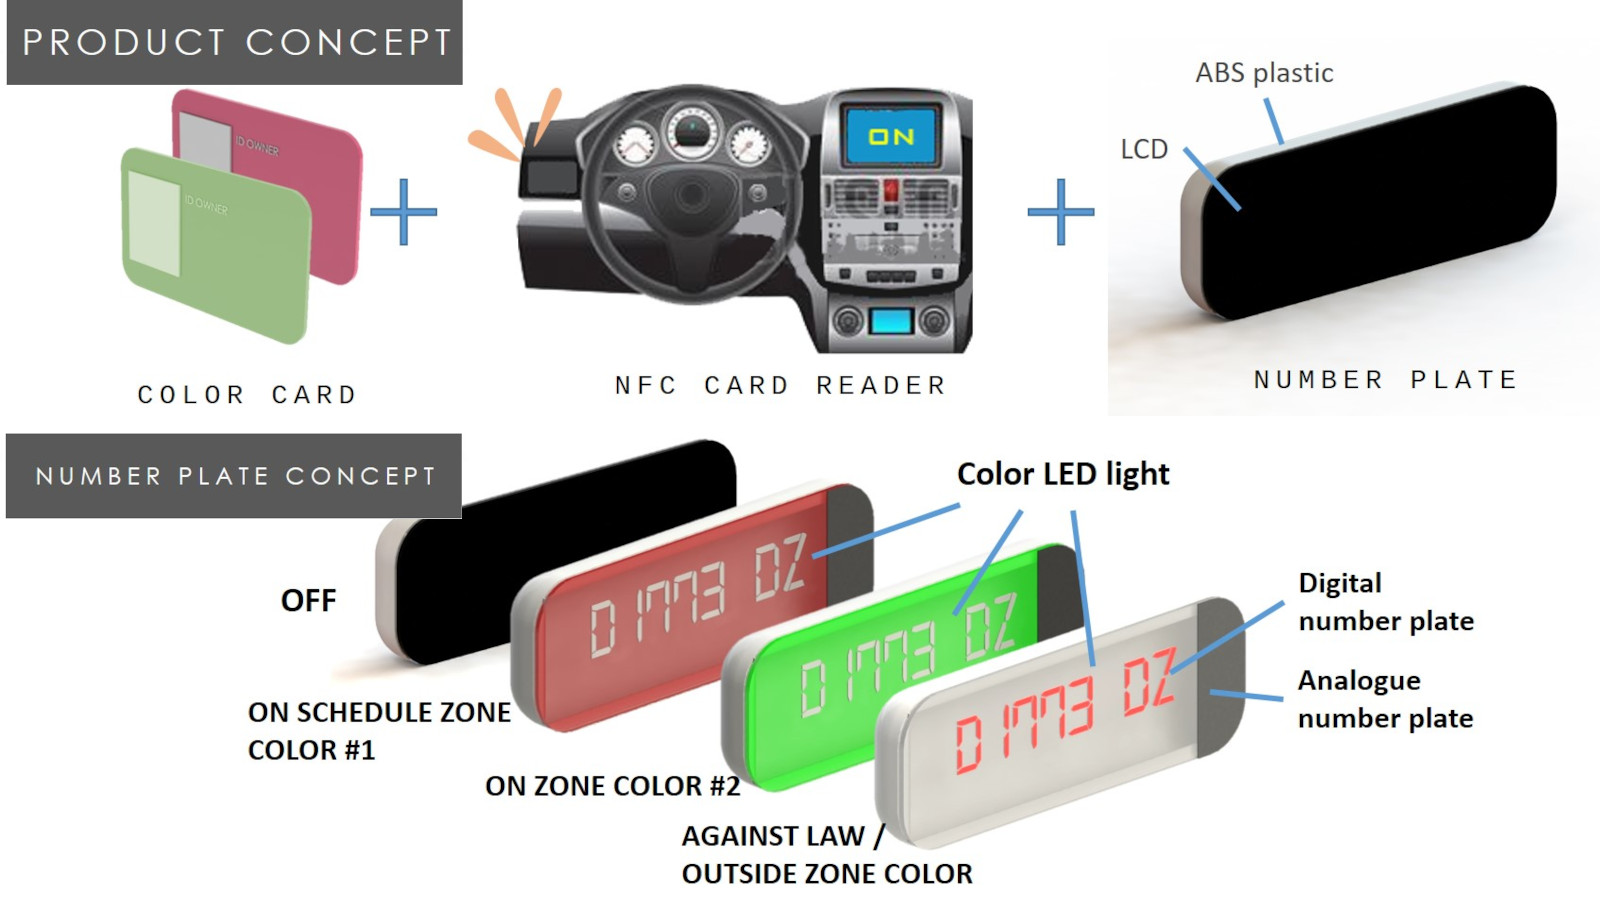 PRODUCT CONCEPT
ABS plastic
LCD
ID OWNER
ID OWNER
ON
COLOR CARD
NFC CARD READER
NUMBER PLATE
NUMBER PLATE CONCEPT
Color LED light
D 1773 DZ
D 1773 DZ
D 1773 DZ
OFF
Digital
number plate
Analogue
number plate
ON SCHEDULE ZONE
COLOR #1
ON ZONE COLOR #2
AGAINST LAW /
OUTSIDE ZONE COLOR